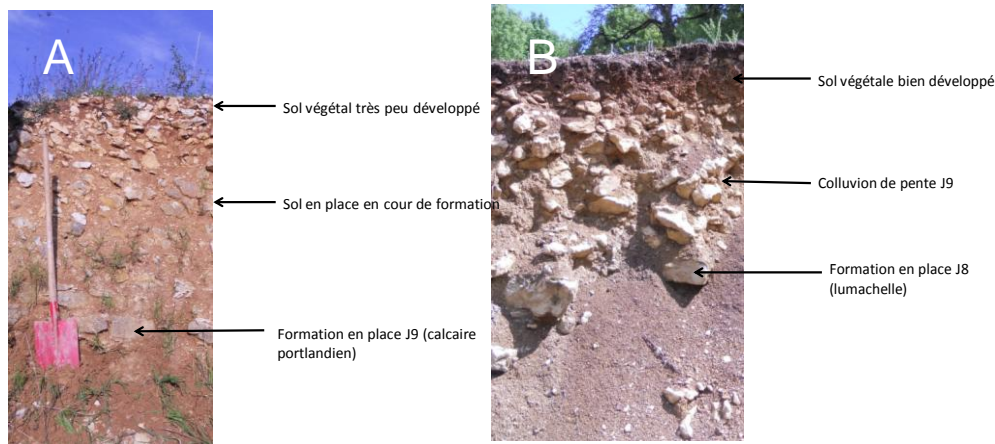 A
Sol végétal très peu développé
Sol en place en cour de formation
Formation en place J9 (calcaire
portlandien)
B
Sol végétale bien développé
Colluvion de pente J9
Formation en place J8
(lumachelle)